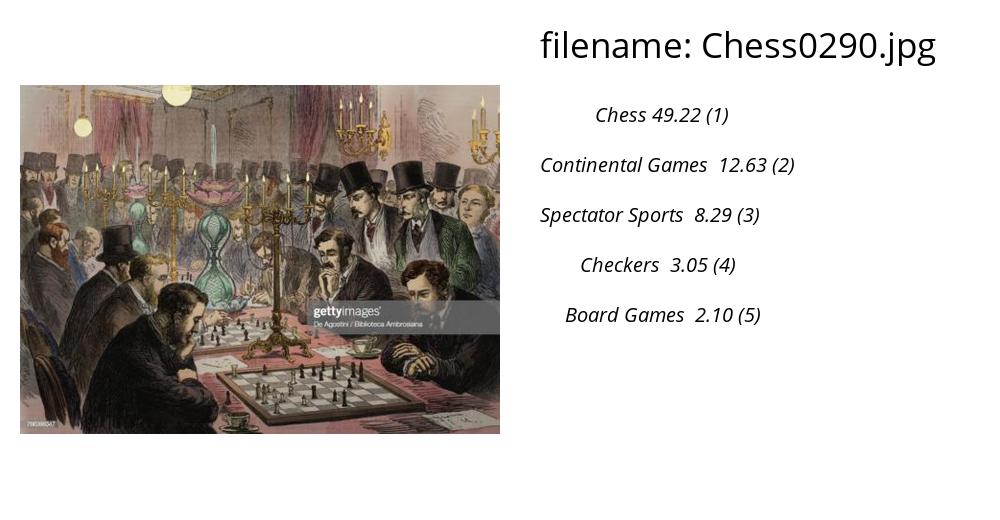 filename: Chess0290.jpg
Chess 49.22 (1)
Continental Games 12.63 (2)
Spectator Sports 8.29 (3)
Checkers 3.05 (4)
Board Games 2.10 (5)
gettyimages®
De Agostini / Biblioteca Ambrosiana